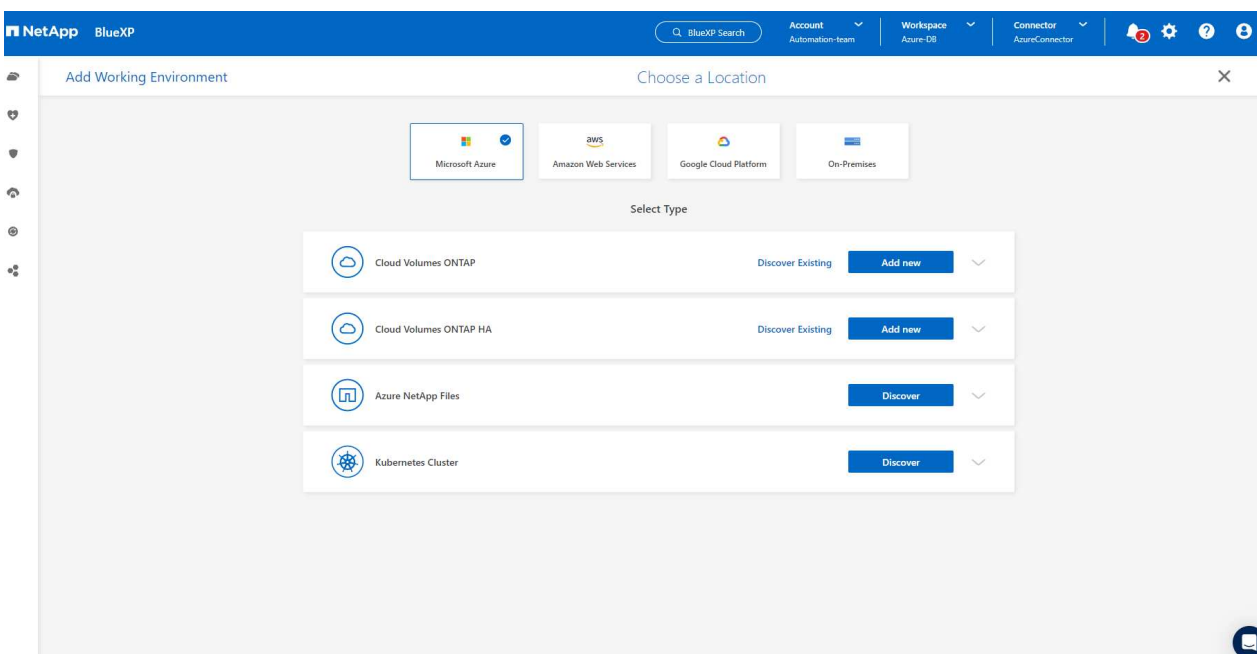 NetApp BlueXP
BlueXP Search
Account
Automation-team
Workspace
Azure-DB
Connector
AzureConnector
2
Add Working Environment
Choose a Location
Microsoft Azure
aws
Amazon Web Services
Google Cloud Platform
On-Premises
Select Type
Cloud Volumes ONTAP
Discover Existing
Add new
Cloud Volumes ONTAP HA
Discover Existing
Add new
Azure NetApp Files
Discover
Kubernetes Cluster
Discover